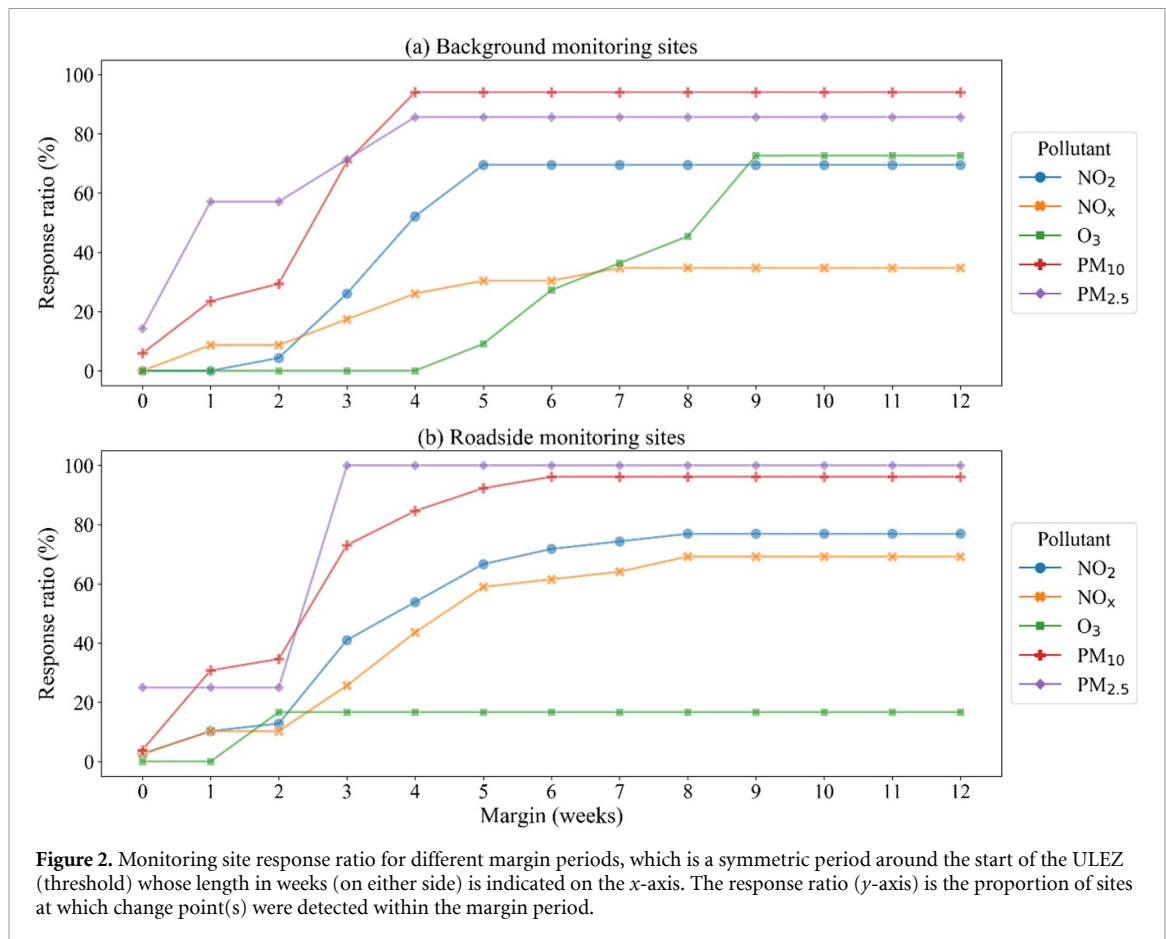 (a) Background monitoring sites
100
80
60
40
20
0
Response ratio (%)
0 1 2 3 4 5 6 7 8 9 10 11 12
Pollutant
NO₂
NOₓ
O₃
PM₁₀
PM₂.₅
(b) Roadside monitoring sites
100
80
60
40
20
0
Response ratio (%)
0 1 2 3 4 5 6 7 8 9 10 11 12
Margin (weeks)
Pollutant
NO₂
NOₓ
O₃
PM₁₀
PM₂.₅
Figure 2. Monitoring site response ratio for different margin periods, which is a symmetric period around the start of the ULEZ
(threshold) whose length in weeks (on either side) is indicated on the x-axis. The response ratio (y-axis) is the proportion of sites
at which change point(s) were detected within the margin period.